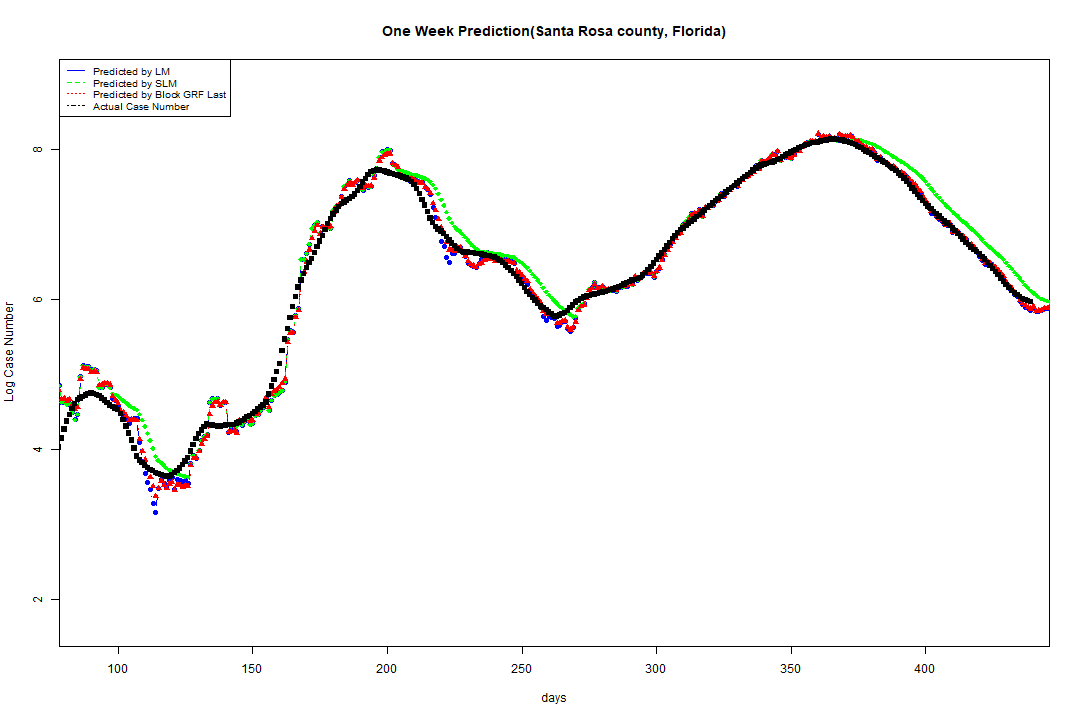 One Week Prediction(Santa Rosa county, Florida)
Predicted by LM
Predicted by SLM
Predicted by Block GRF Last
Actual Case Number
8
6
4
2
Log Case Number
100 150 200 250 300 350 400
days